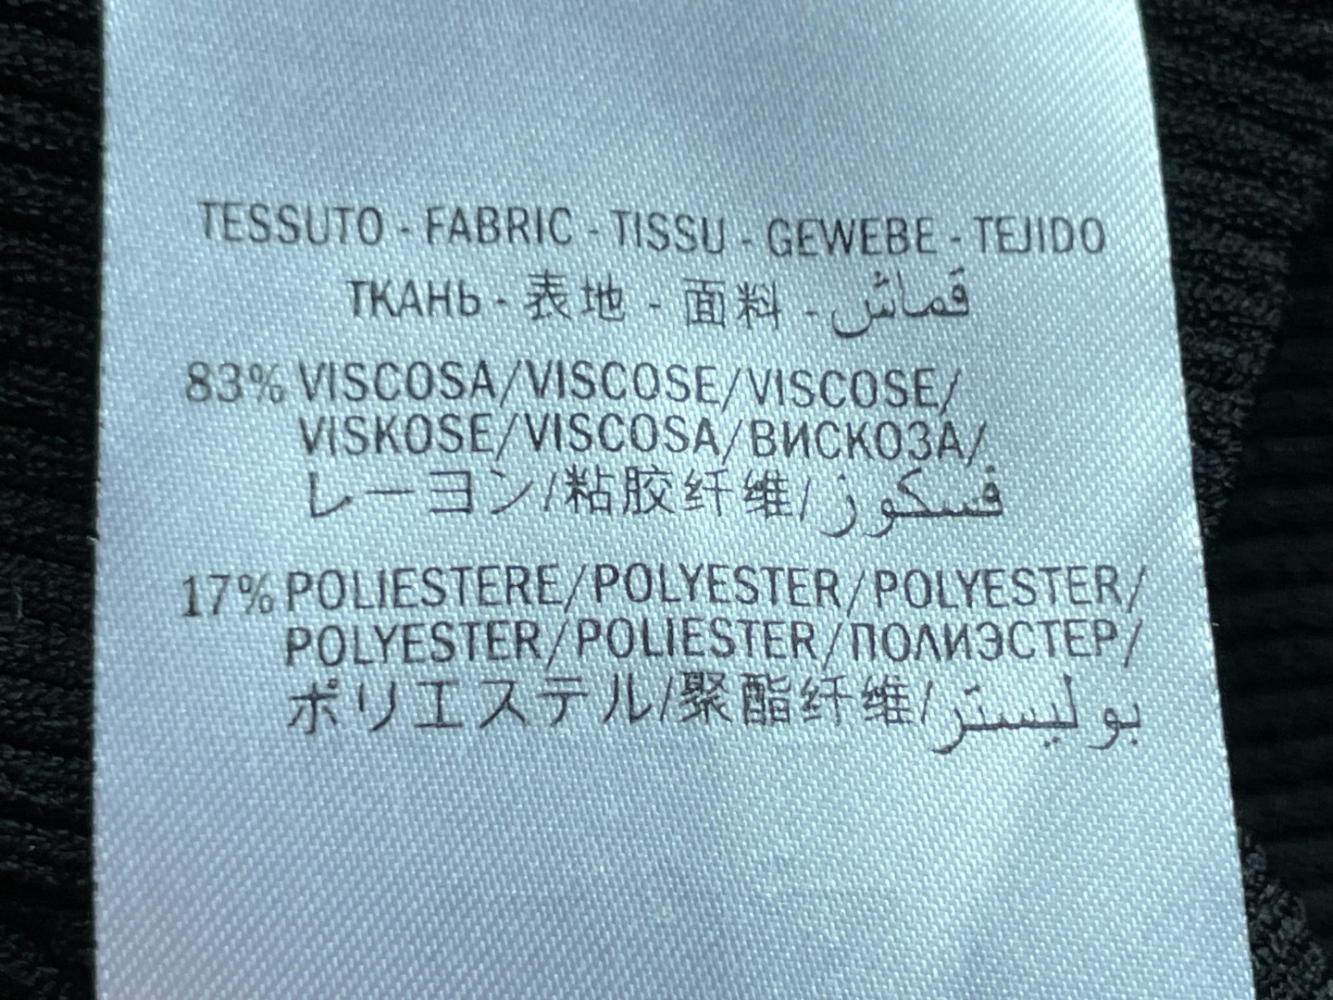 TESSUTO - FABRIC - TISSU - GEWEBE - TEJIDO
ТКАНЬ - 表地 - 面料 - قماش
83% VISCOSA/VISCOSE/VISCOSE/
VISKOSE/VISCOSA/ВИСКОЗА/
レーヨン/粘胶纤维/فسكوز
17% POLIESTERE/POLYESTER/POLYESTER/
POLYESTER/POLIESTER/ПОЛИЭСТЕР/
ポリエステル/聚酯纤维/بوليستر